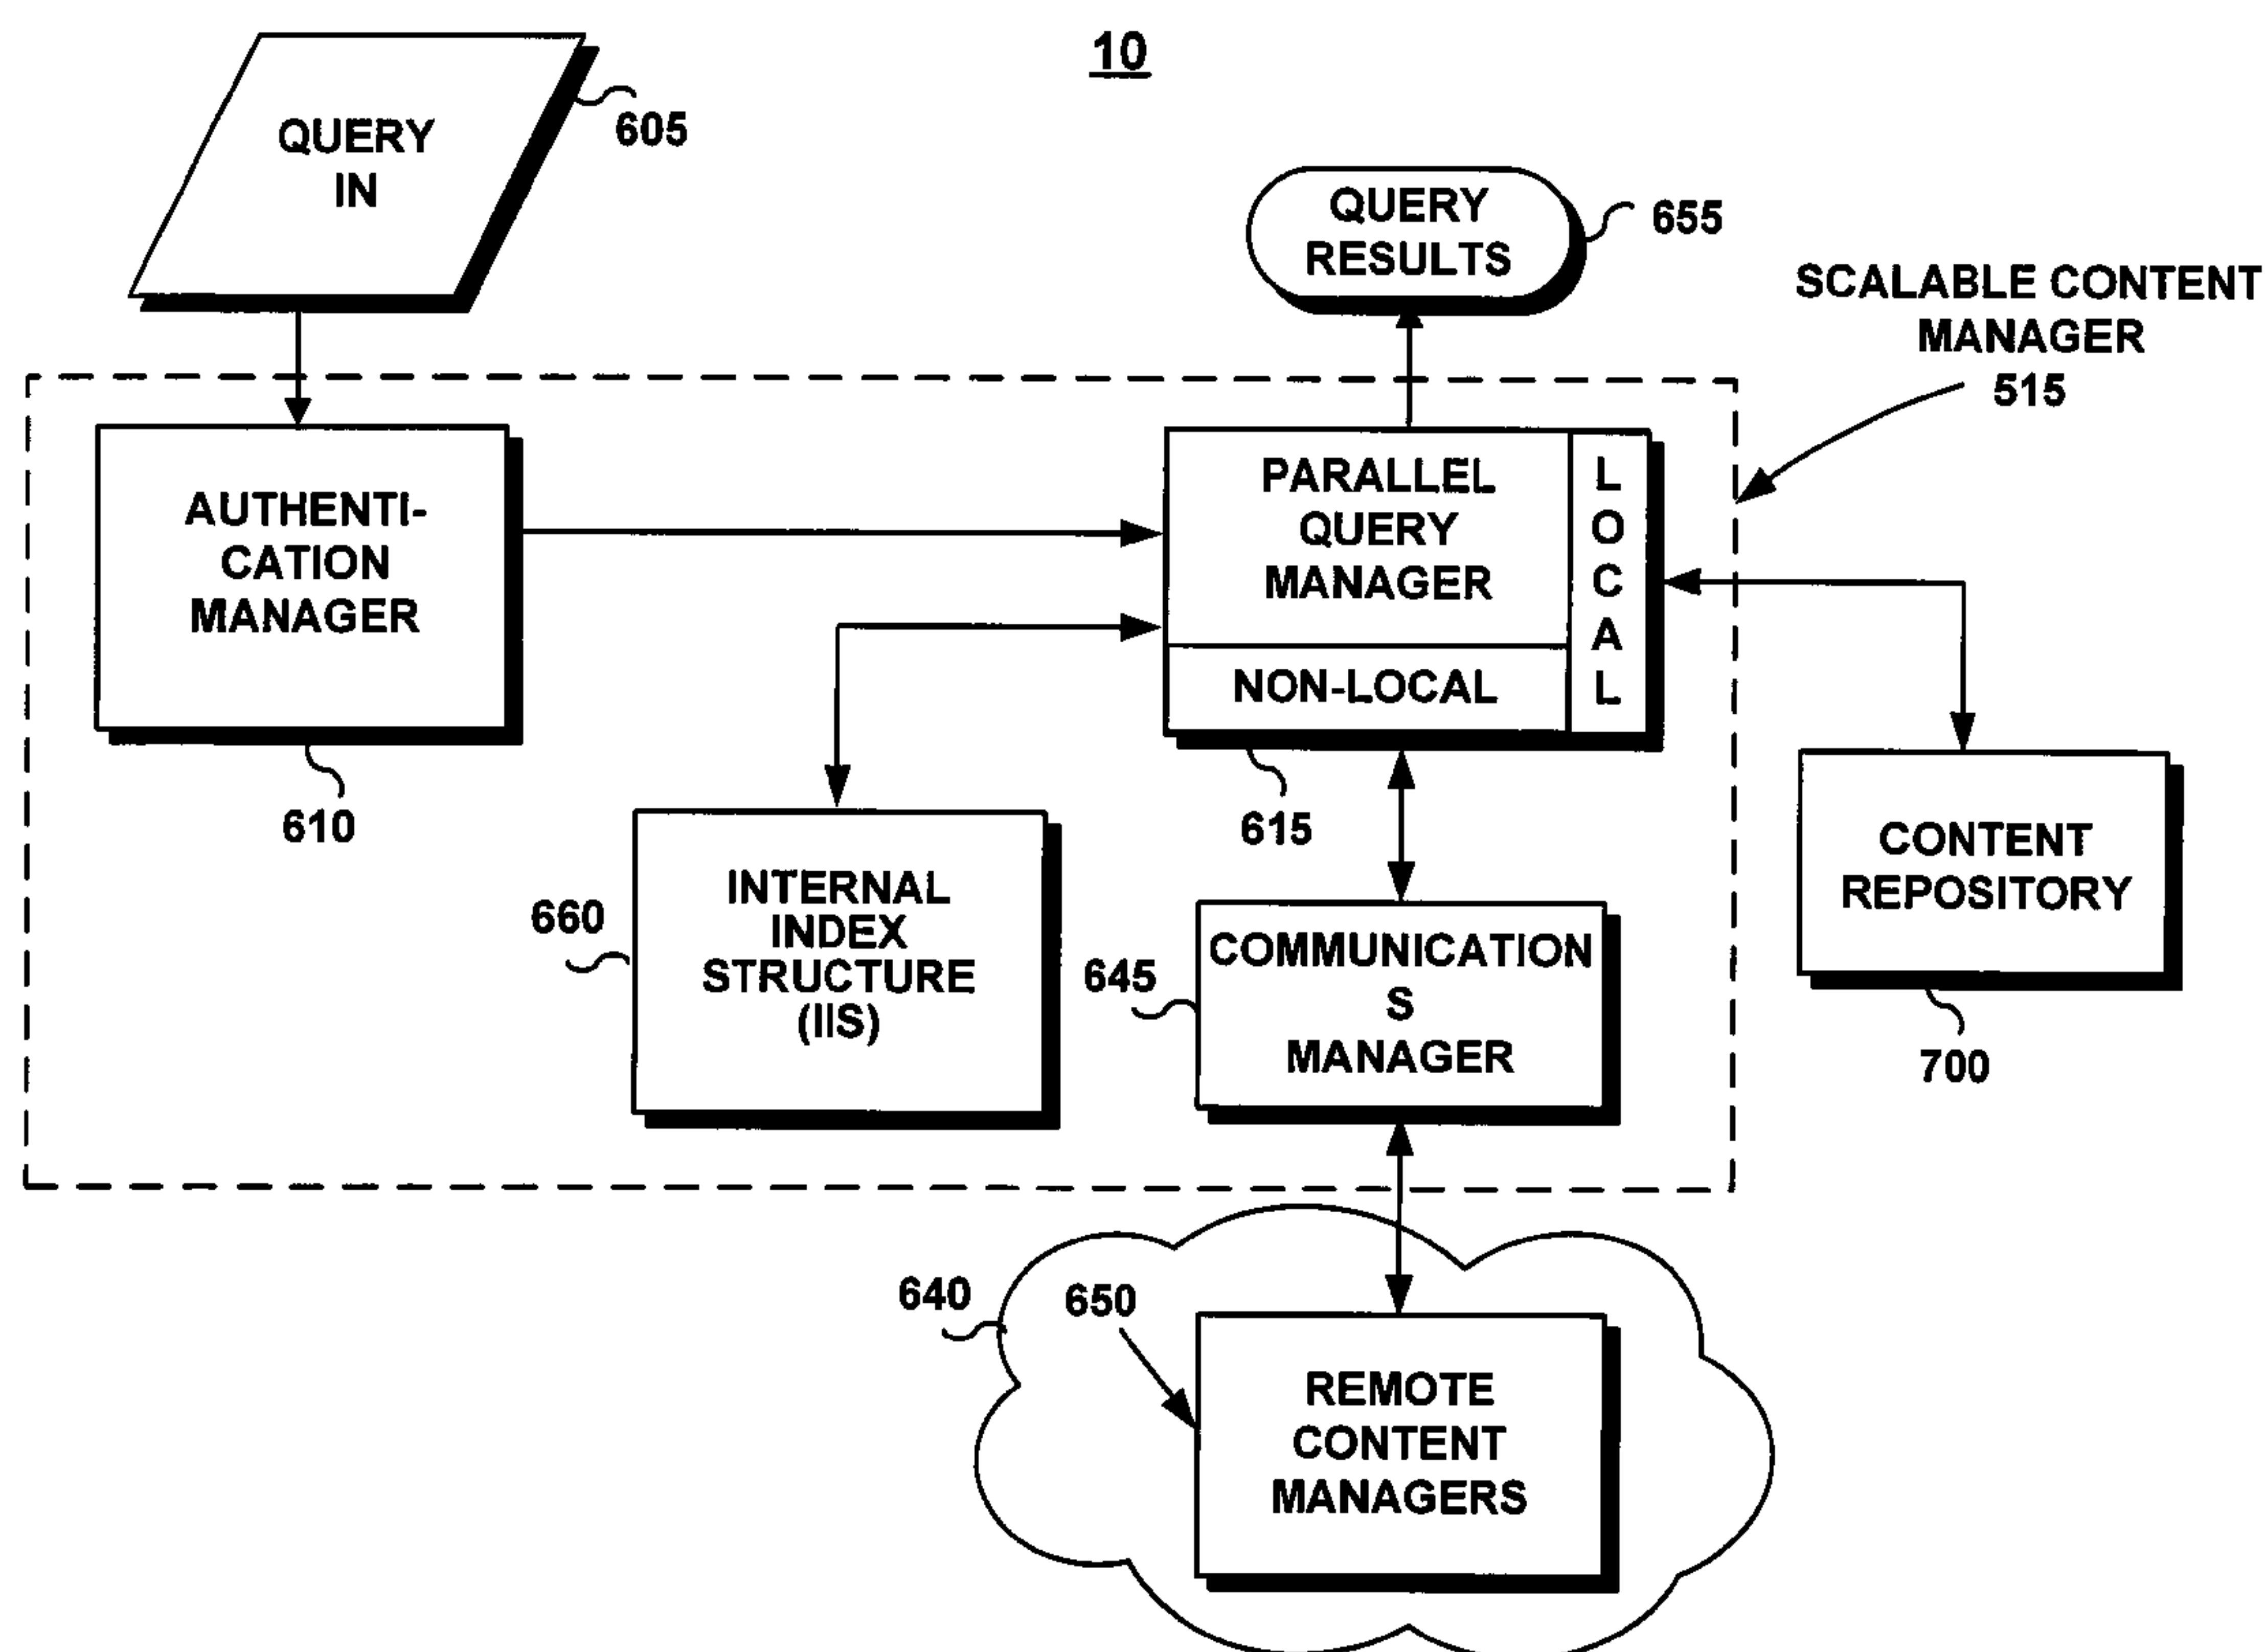 10
QUERY
IN
605
QUERY
RESULTS
655
SCALABLE CONTENT
MANAGER
515
AUTHENTI-
CATION
MANAGER
610
PARALLEL
QUERY
MANAGER
NON-LOCAL
L
O
C
A
L
615
INTERNAL
INDEX
STRUCTURE
(IIS)
660
COMMUNICATION
S
MANAGER
645
CONTENT
REPOSITORY
700
640
650
REMOTE
CONTENT
MANAGERS